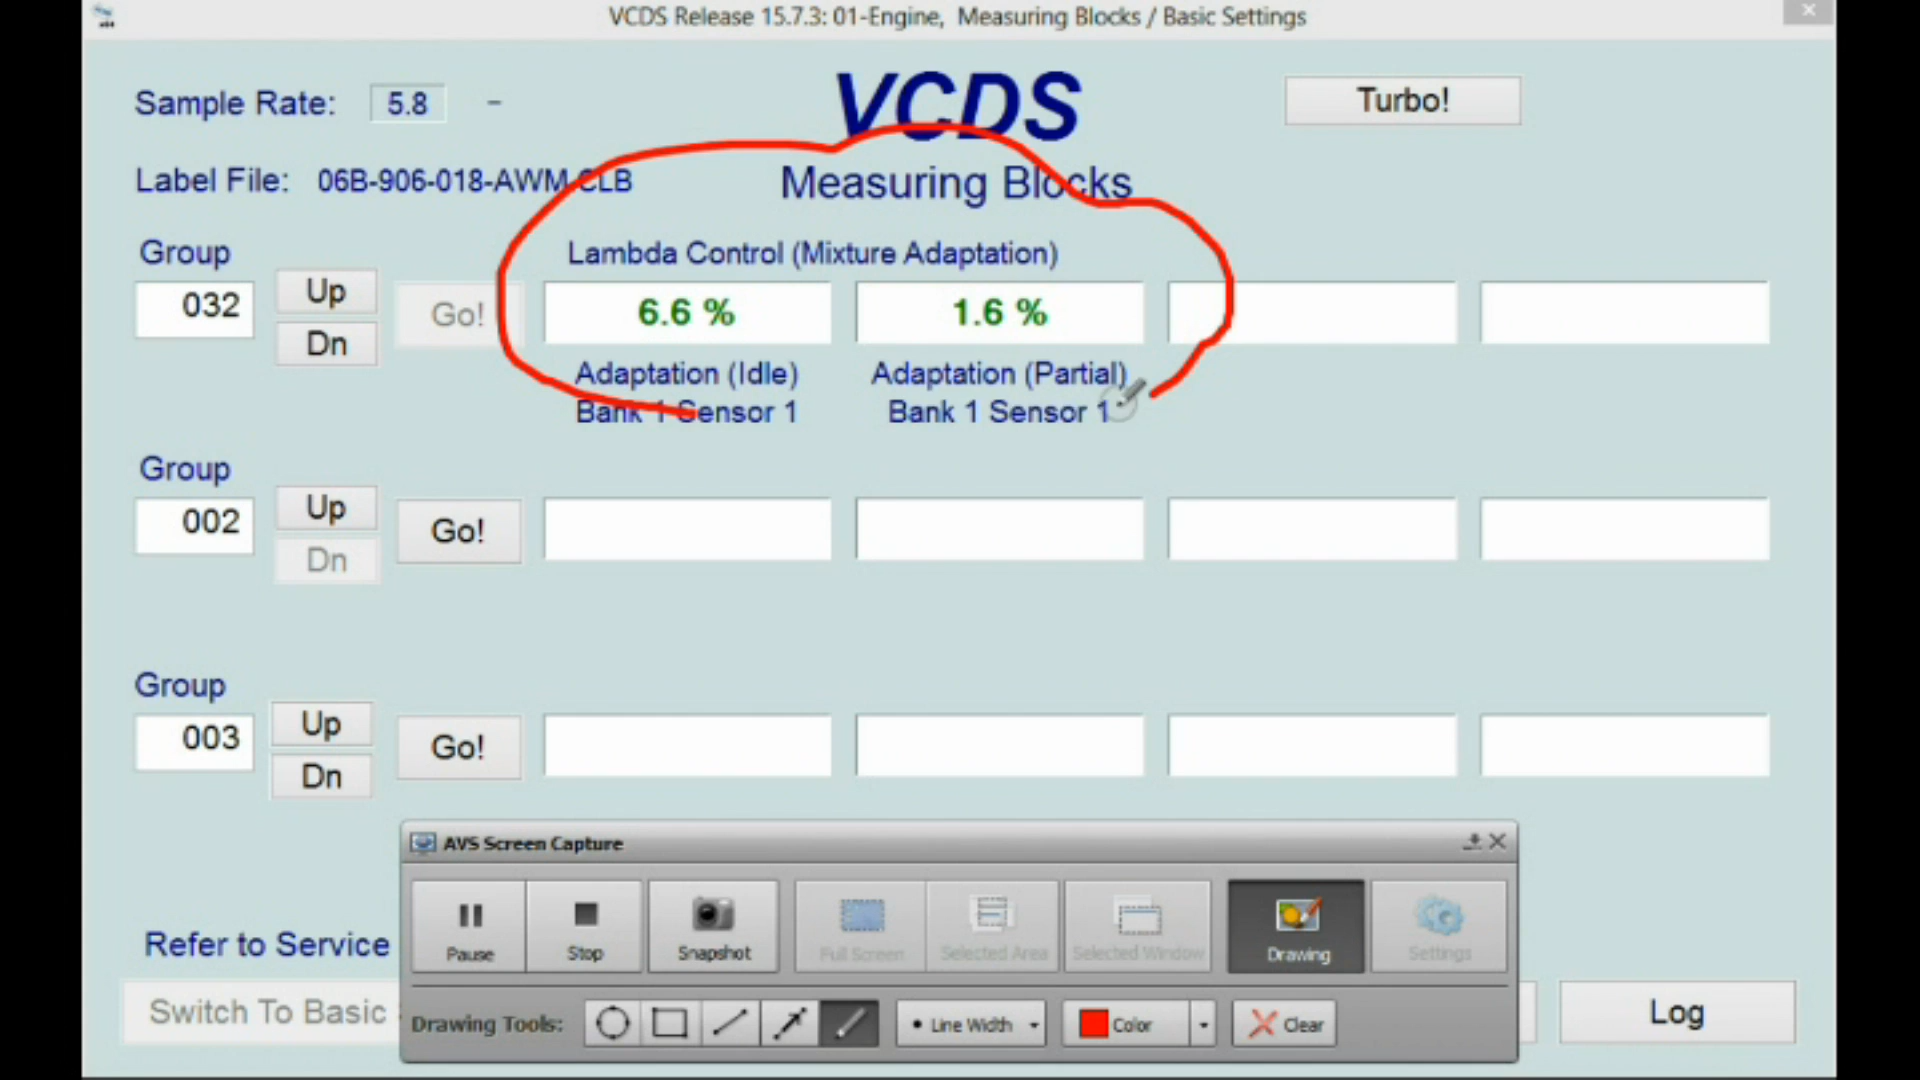 VCDS Release 15.7.3: 01-Engine, Measuring Blocks / Basic Settings
Sample Rate: 5.8 -
VCDS
Turbo!
Label File: 06B-906-018-AWM.CLB
Measuring Blocks
Group
Lambda Control (Mixture Adaptation)
032
Up
Dn
Go!
6.6 %
1.6 %
Adaptation (Idle)
Bank 1 Sensor 1
Adaptation (Partial)
Bank 1 Sensor 1
Group
002
Up
Dn
Go!
Group
003
Up
Dn
Go!
AVS Screen Capture
Pause
Stop
Snapshot
Full Screen
Selected Area
Selected Window
Drawing
Settings
Refer to Service
Switch To Basic
Drawing Tools:
Line Width
Color
Clear
Log